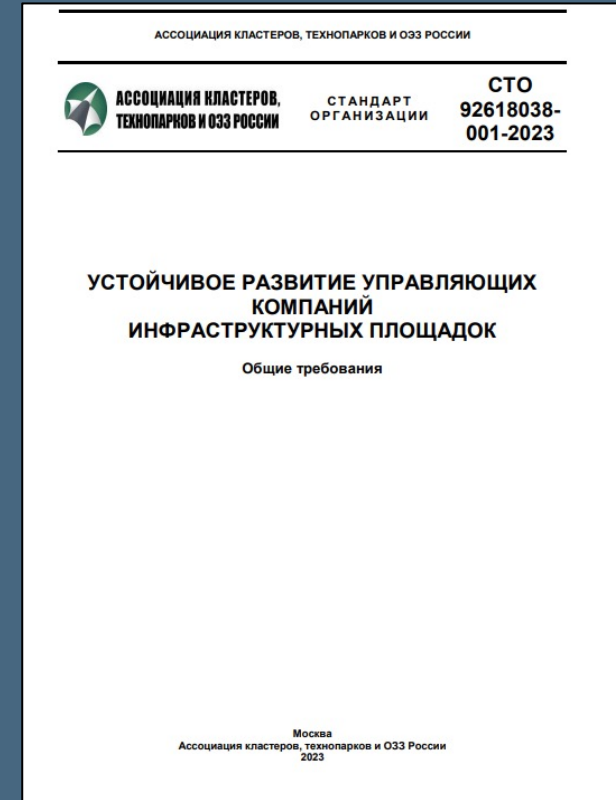 АССОЦИАЦИЯ КЛАСТЕРОВ, ТЕХНОПАРКОВ И ОЭЗ РОССИИ
АССОЦИАЦИЯ КЛАСТЕРОВ,
ТЕХНОПАРКОВ И ОЭЗ РОССИИ
СТАНДАРТ
ОРГАНИЗАЦИИ
СТО
92618038-
001-2023
УСТОЙЧИВОЕ РАЗВИТИЕ УПРАВЛЯЮЩИХ
КОМПАНИЙ
ИНФРАСТРУКТУРНЫХ ПЛОЩАДОК
Общие требования
Москва
Ассоциация кластеров, технопарков и ОЭЗ России
2023